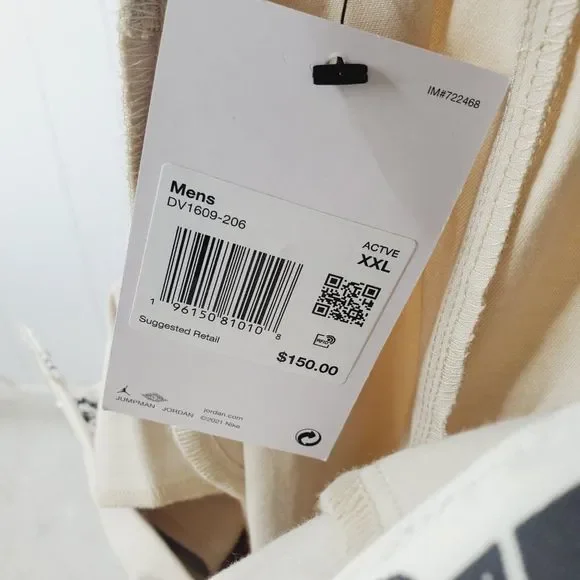 IM#722468
Mens
DV1609-206
ACTVE
XXL
1 96150 81010 8
Suggested Retail
RFID
$150.00
JUMPMAN JORDAN
jordan.com
©2021 Nike